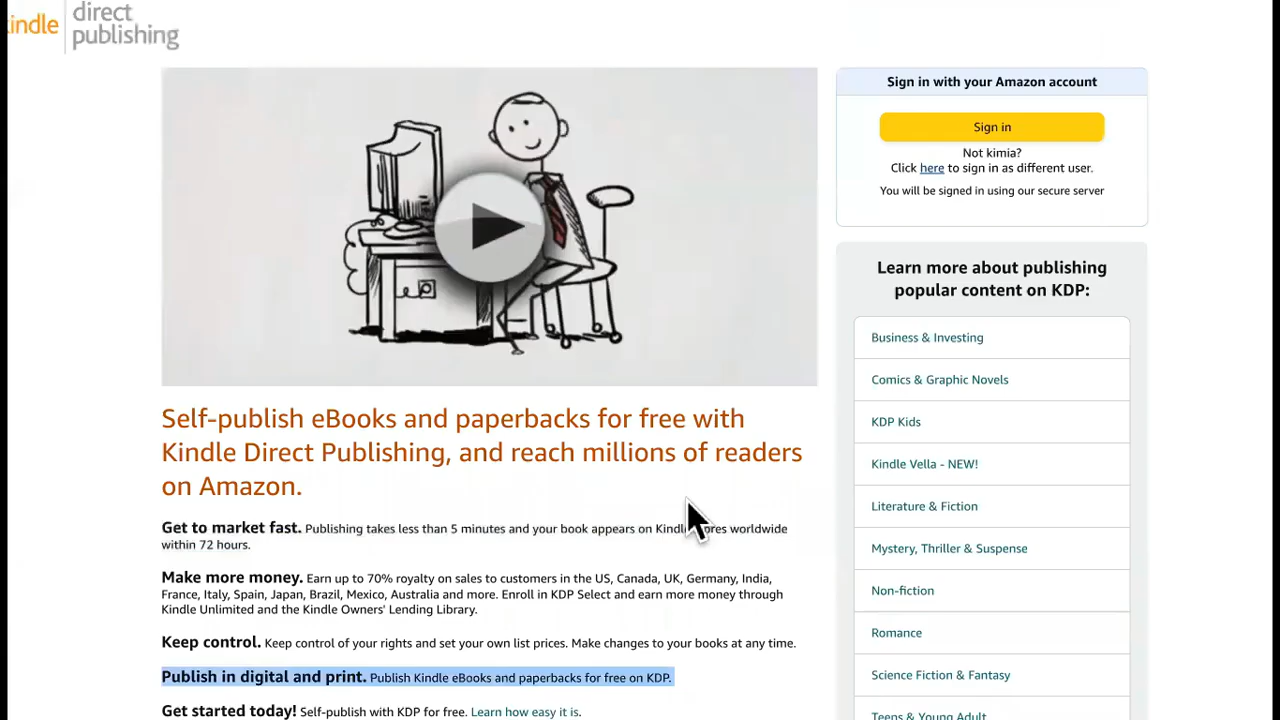 kindle direct publishing
Sign in with your Amazon account
Sign in
Not kimia?
Click here to sign in as different user.
You will be signed in using our secure server
Learn more about publishing
popular content on KDP:
Business & Investing
Comics & Graphic Novels
KDP Kids
Kindle Vella - NEW!
Literature & Fiction
Mystery, Thriller & Suspense
Non-fiction
Romance
Science Fiction & Fantasy
Teens & Young Adult
Self-publish eBooks and paperbacks for free with
Kindle Direct Publishing, and reach millions of readers
on Amazon.
Get to market fast. Publishing takes less than 5 minutes and your book appears on Kindle worldwide
within 72 hours.
Make more money. Earn up to 70% royalty on sales to customers in the US, Canada, UK, Germany, India,
France, Italy, Spain, Japan, Brazil, Mexico, Australia and more. Enroll in KDP Select and earn more money through
Kindle Unlimited and the Kindle Owners' Lending Library.
Keep control. Keep control of your rights and set your own list prices. Make changes to your books at any time.
Publish in digital and print. Publish Kindle eBooks and paperbacks for free on KDP.
Get started today! Self-publish with KDP for free. Learn how easy it is.